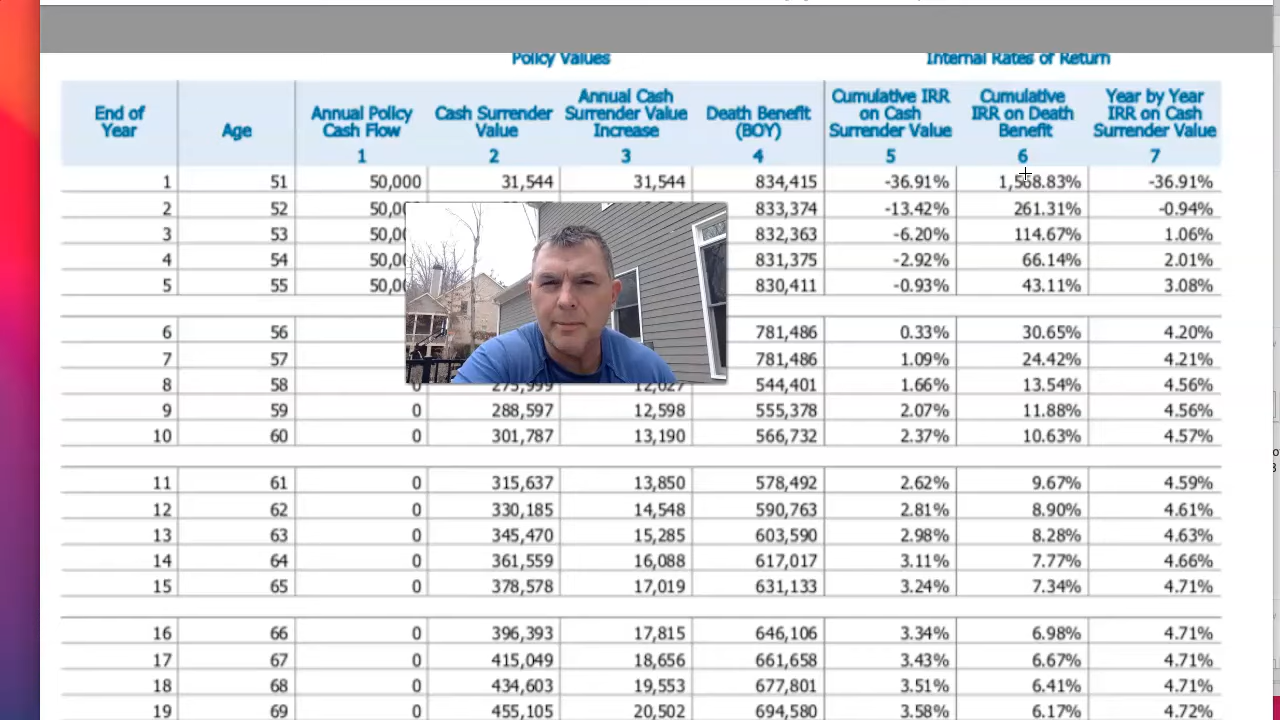 Policy Values Internal Rates of Return
End of Year Age Annual Policy Cash Flow Cash Surrender Value Annual Cash Surrender Value Increase Death Benefit (BOY) Cumulative IRR on Cash Surrender Value Cumulative IRR on Death Benefit Year by Year IRR on Cash Surrender Value
1 2 3 4 5 6 7
1 51 50,000 31,544 31,544 834,415 -36.91% 1,568.83% -36.91%
2 52 833,374 -13.42% 261.31% -0.94%
3 53 832,363 -6.20% 114.67% 1.06%
4 54 831,375 -2.92% 66.14% 2.01%
5 55 830,411 -0.93% 43.11% 3.08%
6 56 781,486 0.33% 30.65% 4.20%
7 57 781,486 1.09% 24.42% 4.21%
8 58 0 275,999 12,027 544,401 1.66% 13.54% 4.56%
9 59 0 288,597 12,598 555,378 2.07% 11.88% 4.56%
10 60 0 301,787 13,190 566,732 2.37% 10.63% 4.57%
11 61 0 315,637 13,850 578,492 2.62% 9.67% 4.59%
12 62 0 330,185 14,548 590,763 2.81% 8.90% 4.61%
13 63 0 345,470 15,285 603,590 2.98% 8.28% 4.63%
14 64 0 361,559 16,088 617,017 3.11% 7.77% 4.66%
15 65 0 378,578 17,019 631,133 3.24% 7.34% 4.71%
16 66 0 396,393 17,815 646,106 3.34% 6.98% 4.71%
17 67 0 415,049 18,656 661,658 3.43% 6.67% 4.71%
18 68 0 434,603 19,553 677,801 3.51% 6.41% 4.71%
19 69 0 455,105 20,502 694,580 3.58% 6.17% 4.72%